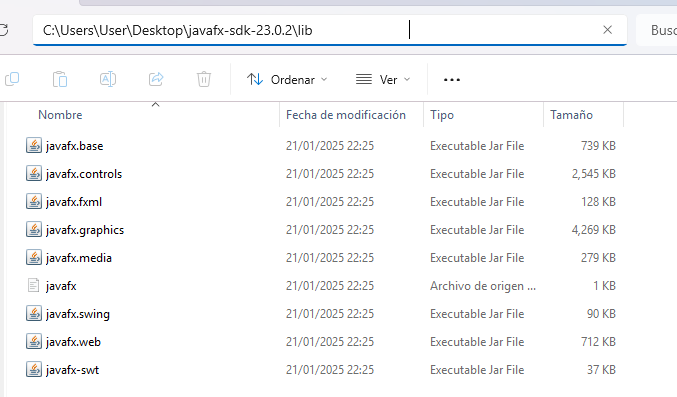 C:\Users\User\Desktop\javafx-sdk-23.0.2\lib
Busc
Ordenar
Ver
Nombre Fecha de modificación Tipo Tamaño
javafx.base 21/01/2025 22:25 Executable Jar File 739 KB
javafx.controls 21/01/2025 22:25 Executable Jar File 2,545 KB
javafx.fxml 21/01/2025 22:25 Executable Jar File 128 KB
javafx.graphics 21/01/2025 22:25 Executable Jar File 4,269 KB
javafx.media 21/01/2025 22:25 Executable Jar File 279 KB
javafx 21/01/2025 22:25 Archivo de origen ... 1 KB
javafx.swing 21/01/2025 22:25 Executable Jar File 90 KB
javafx.web 21/01/2025 22:25 Executable Jar File 712 KB
javafx-swt 21/01/2025 22:25 Executable Jar File 37 KB